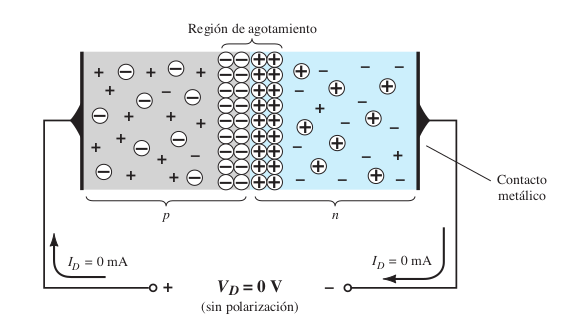 Región de agotamiento
Contacto
metálico
p
n
I_D = 0 mA
I_D = 0 mA
+ V_D = 0 V −
(sin polarización)